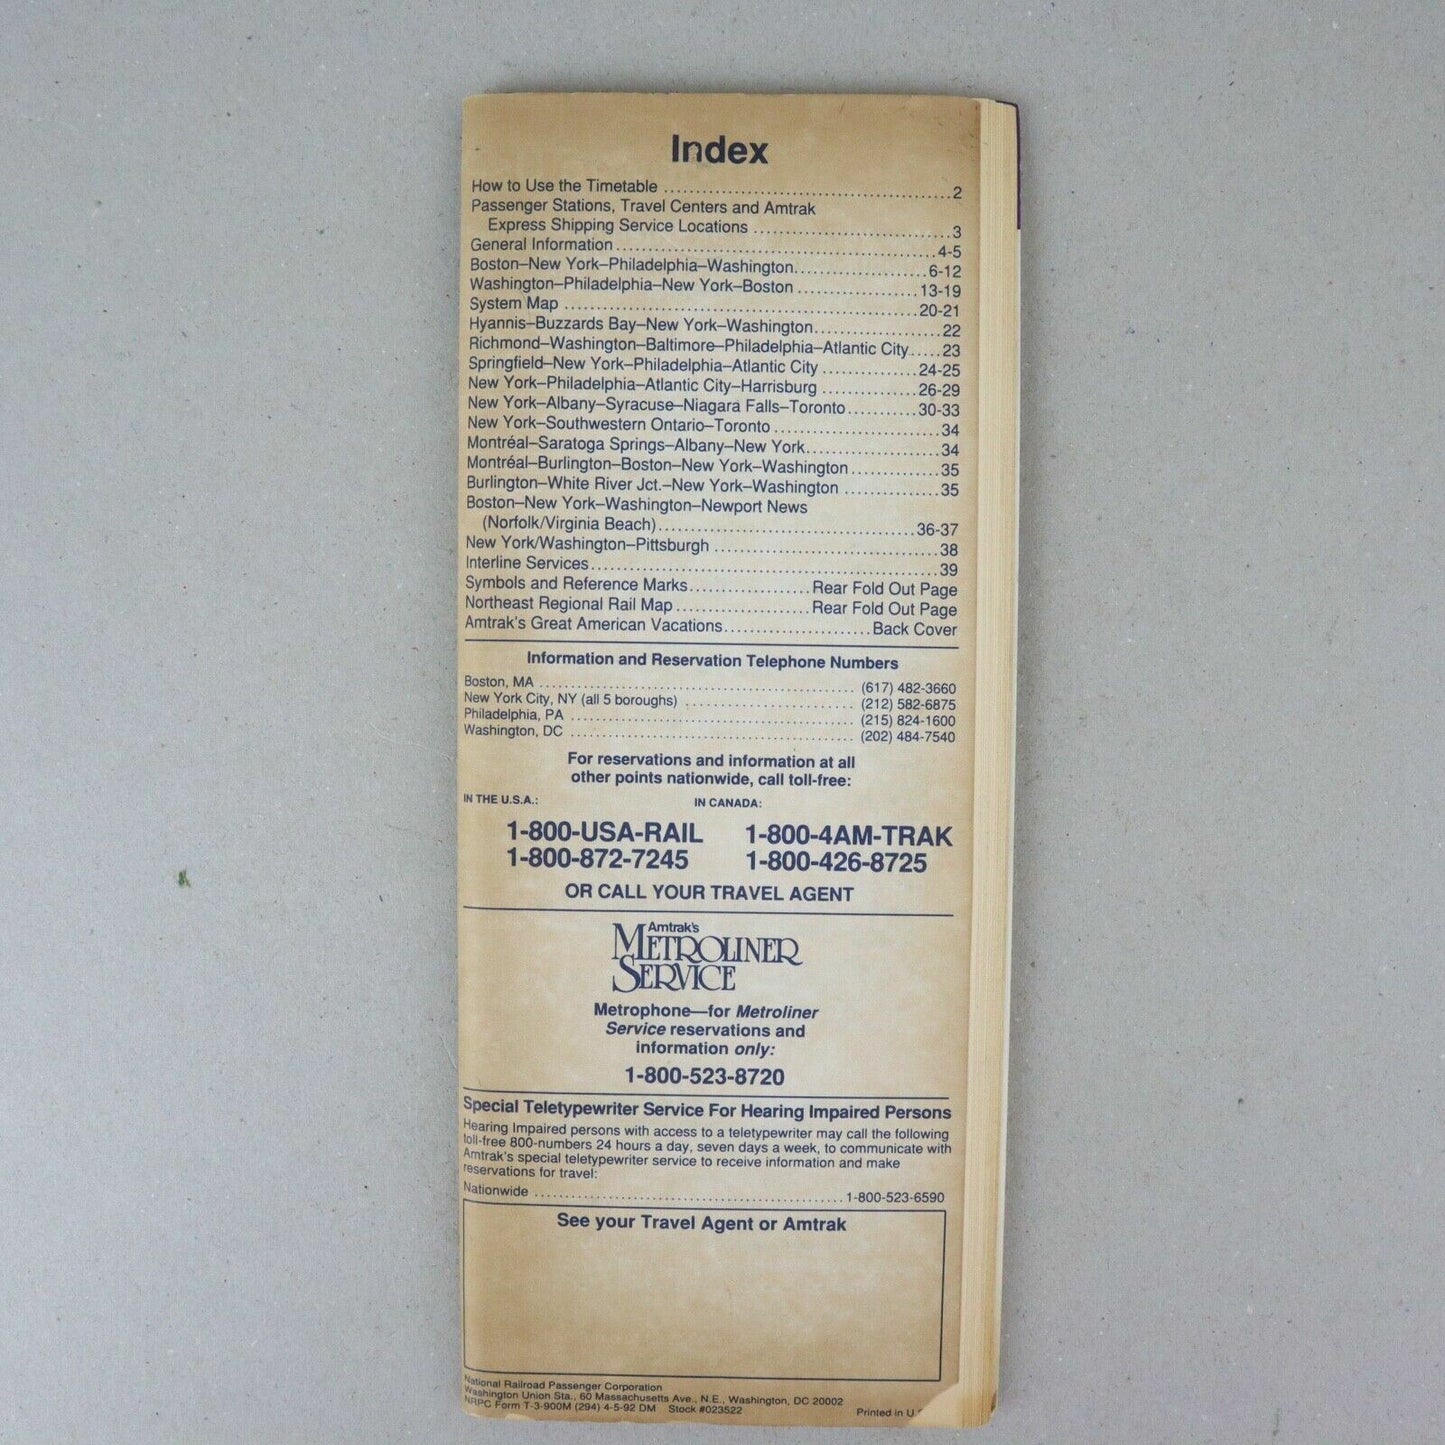 Index
How to Use the Timetable ..... 2
Passenger Stations, Travel Centers and Amtrak
Express Shipping Service Locations ..... 3
General Information ..... 4-5
Boston–New York–Philadelphia–Washington ..... 6-12
Washington–Philadelphia–New York–Boston ..... 13-19
System Map ..... 20-21
Hyannis–Buzzards Bay–New York–Washington ..... 22
Richmond–Washington–Baltimore–Philadelphia–Atlantic City ..... 23
Springfield–New York–Philadelphia–Atlantic City ..... 24-25
New York–Philadelphia–Atlantic City–Harrisburg ..... 26-29
New York–Albany–Syracuse–Niagara Falls–Toronto ..... 30-33
New York–Southwestern Ontario–Toronto ..... 34
Montréal–Saratoga Springs–Albany–New York ..... 34
Montréal–Burlington–Boston–New York–Washington ..... 35
Burlington–White River Jct.–New York–Washington ..... 35
Boston–New York–Washington–Newport News
(Norfolk/Virginia Beach) ..... 36-37
New York/Washington–Pittsburgh ..... 38
Interline Services ..... 39
Symbols and Reference Marks ..... Rear Fold Out Page
Northeast Regional Rail Map ..... Rear Fold Out Page
Amtrak's Great American Vacations ..... Back Cover
Information and Reservation Telephone Numbers
Boston, MA ..... (617) 482-3660
New York City, NY (all 5 boroughs) ..... (212) 582-6875
Philadelphia, PA ..... (215) 824-1600
Washington, DC ..... (202) 484-7540
For reservations and information at all
other points nationwide, call toll-free:
IN THE U.S.A.: IN CANADA:
1-800-USA-RAIL 1-800-4AM-TRAK
1-800-872-7245 1-800-426-8725
OR CALL YOUR TRAVEL AGENT
Amtrak's
METROLINER
SERVICE
Metrophone—for Metroliner
Service reservations and
information only:
1-800-523-8720
Special Teletypewriter Service For Hearing Impaired Persons
Hearing Impaired persons with access to a teletypewriter may call the following
toll-free 800-numbers 24 hours a day, seven days a week, to communicate with
Amtrak's special teletypewriter service to receive information and make
reservations for travel:
Nationwide ..... 1-800-523-6590
See your Travel Agent or Amtrak
National Railroad Passenger Corporation
Washington Union Sta., 60 Massachusetts Ave., N.E., Washington, DC 20002
NRPC Form T-3-900M (294) 4-5-92 DM Stock #023522 Printed in U.